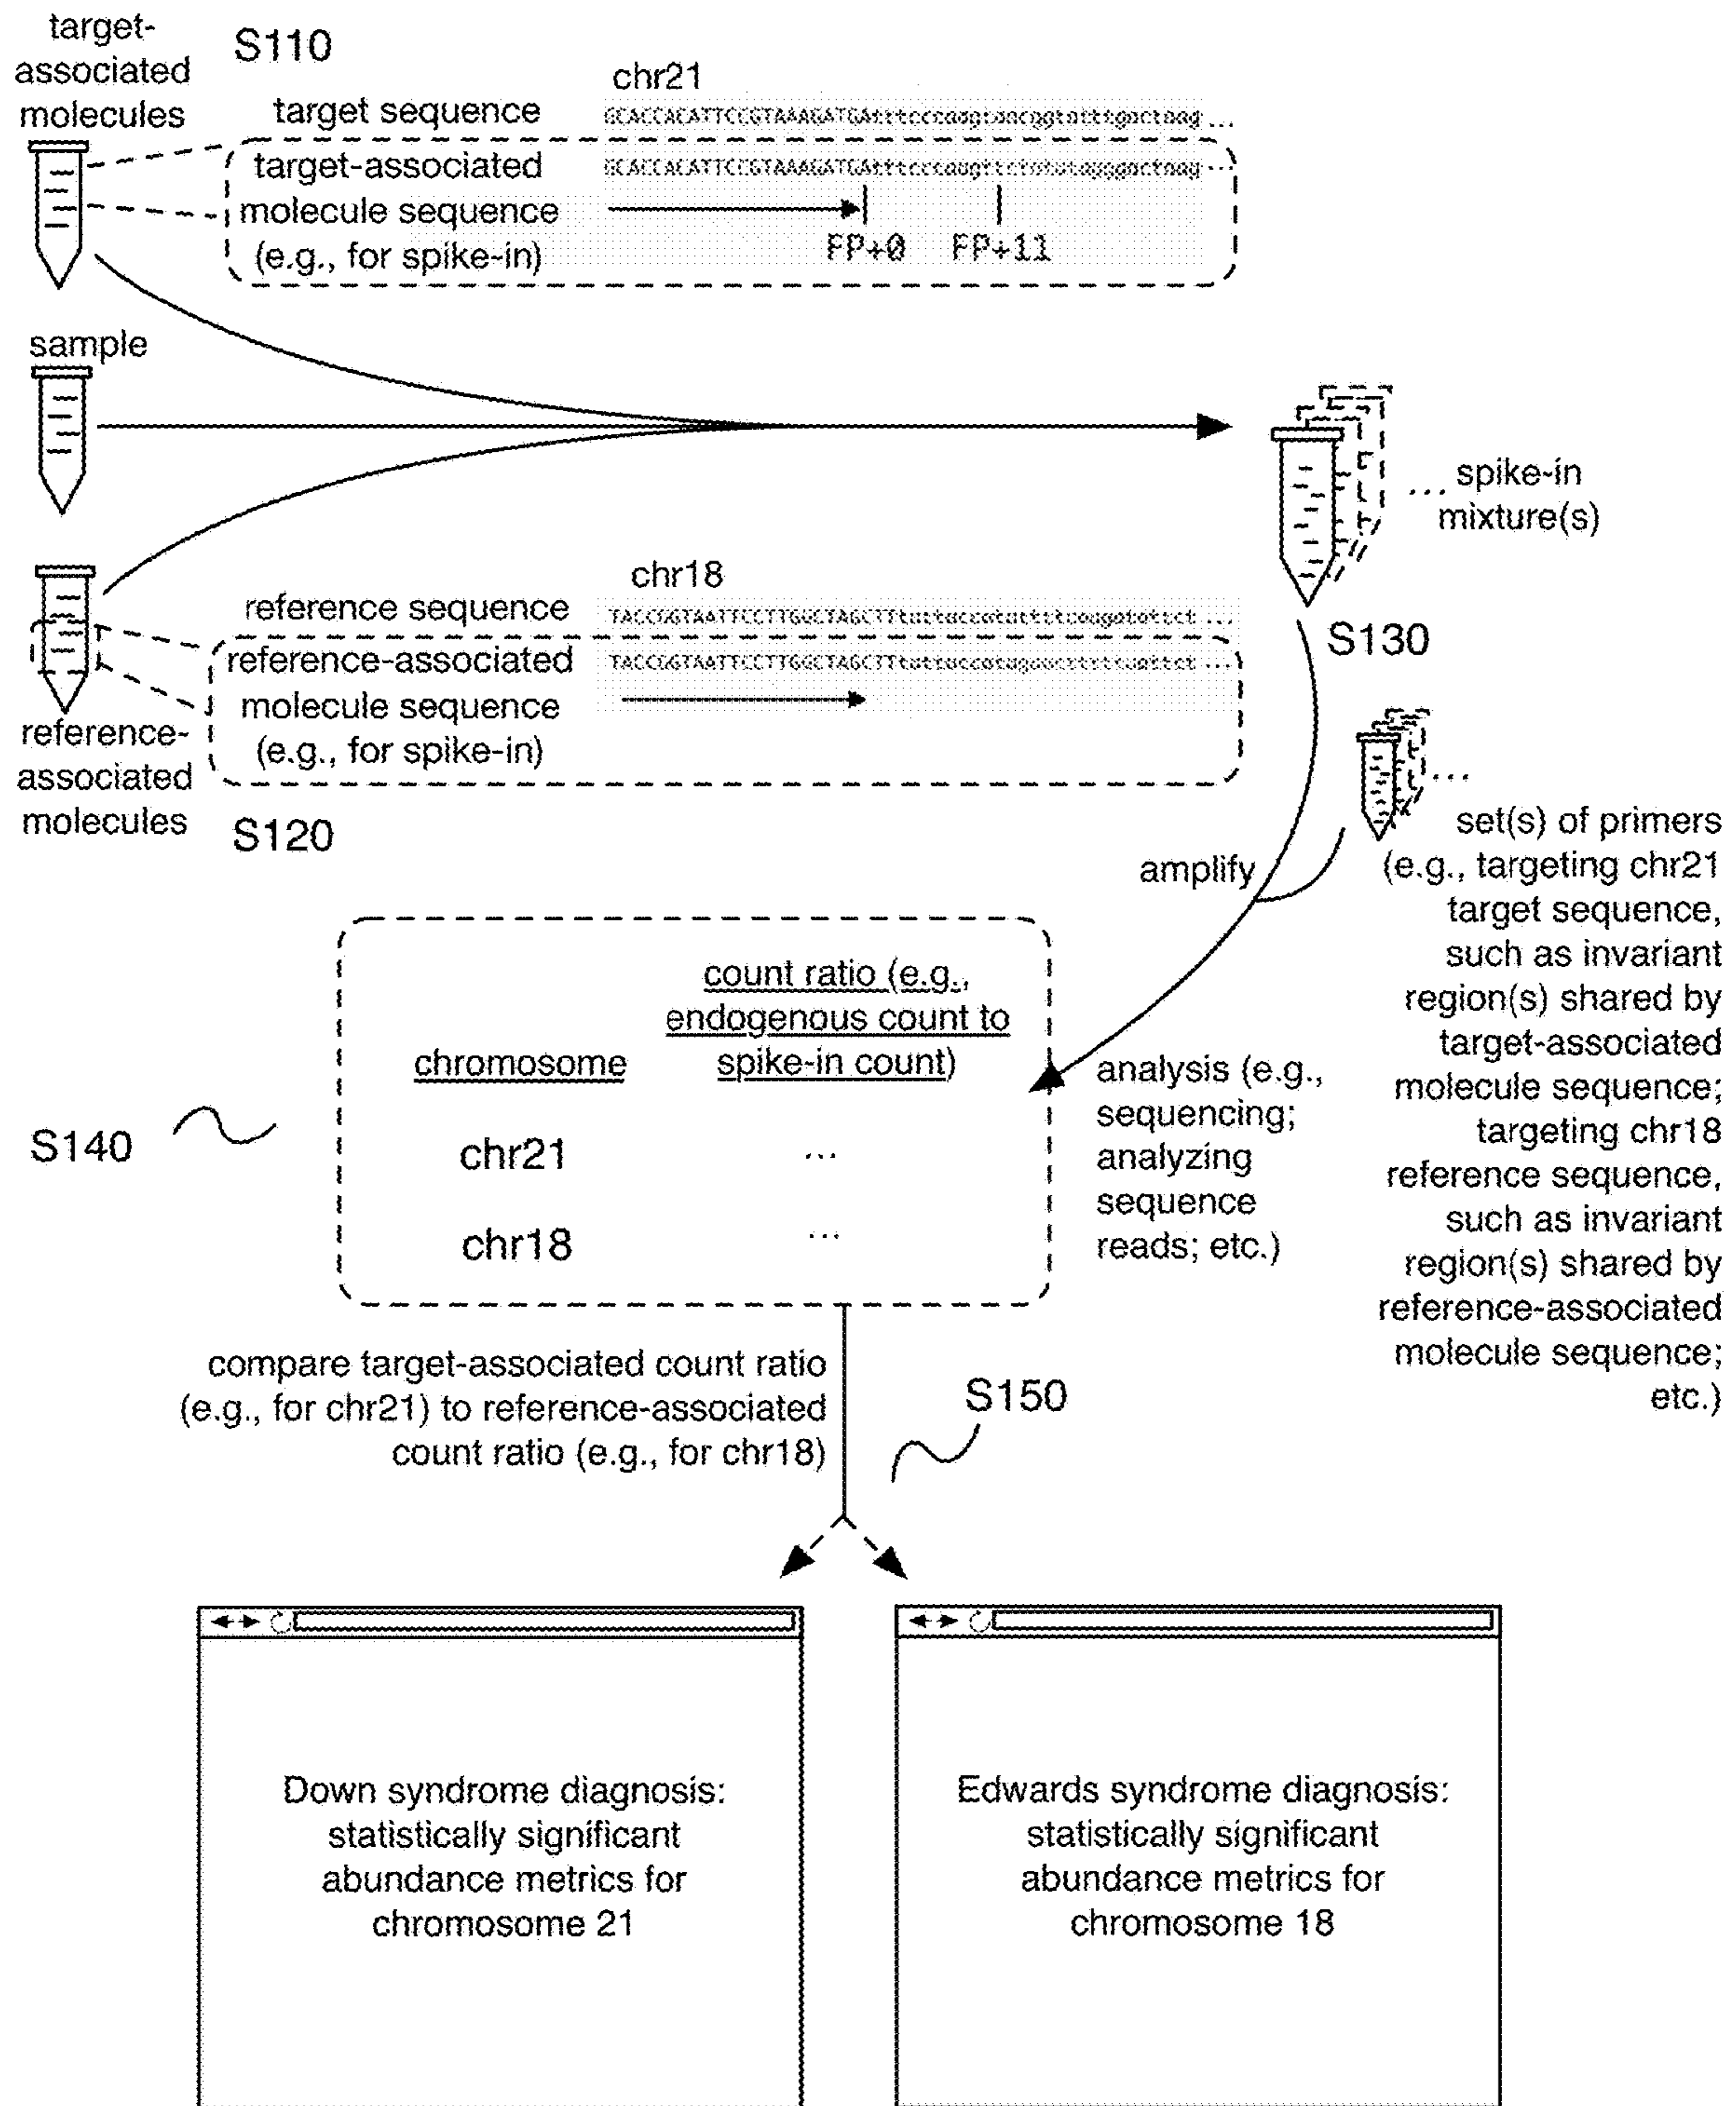 target-
associated
molecules
S110
chr21
target sequence
target-associated
molecule sequence
(e.g., for spike-in)
FP+0 FP+11
sample
... spike-in
mixture(s)
chr18
reference sequence
reference-associated
molecule sequence
(e.g., for spike-in)
reference-
associated
molecules
S120
S130
...
set(s) of primers
(e.g., targeting chr21
target sequence,
such as invariant
region(s) shared by
target-associated
molecule sequence;
targeting chr18
reference sequence,
such as invariant
region(s) shared by
reference-associated
molecule sequence;
etc.)
amplify
count ratio (e.g.,
endogenous count to
spike-in count)
chromosome
chr21 ...
chr18 ...
S140
analysis (e.g.,
sequencing;
analyzing
sequence
reads; etc.)
compare target-associated count ratio
(e.g., for chr21) to reference-associated
count ratio (e.g., for chr18)
S150
Down syndrome diagnosis:
statistically significant
abundance metrics for
chromosome 21
Edwards syndrome diagnosis:
statistically significant
abundance metrics for
chromosome 18